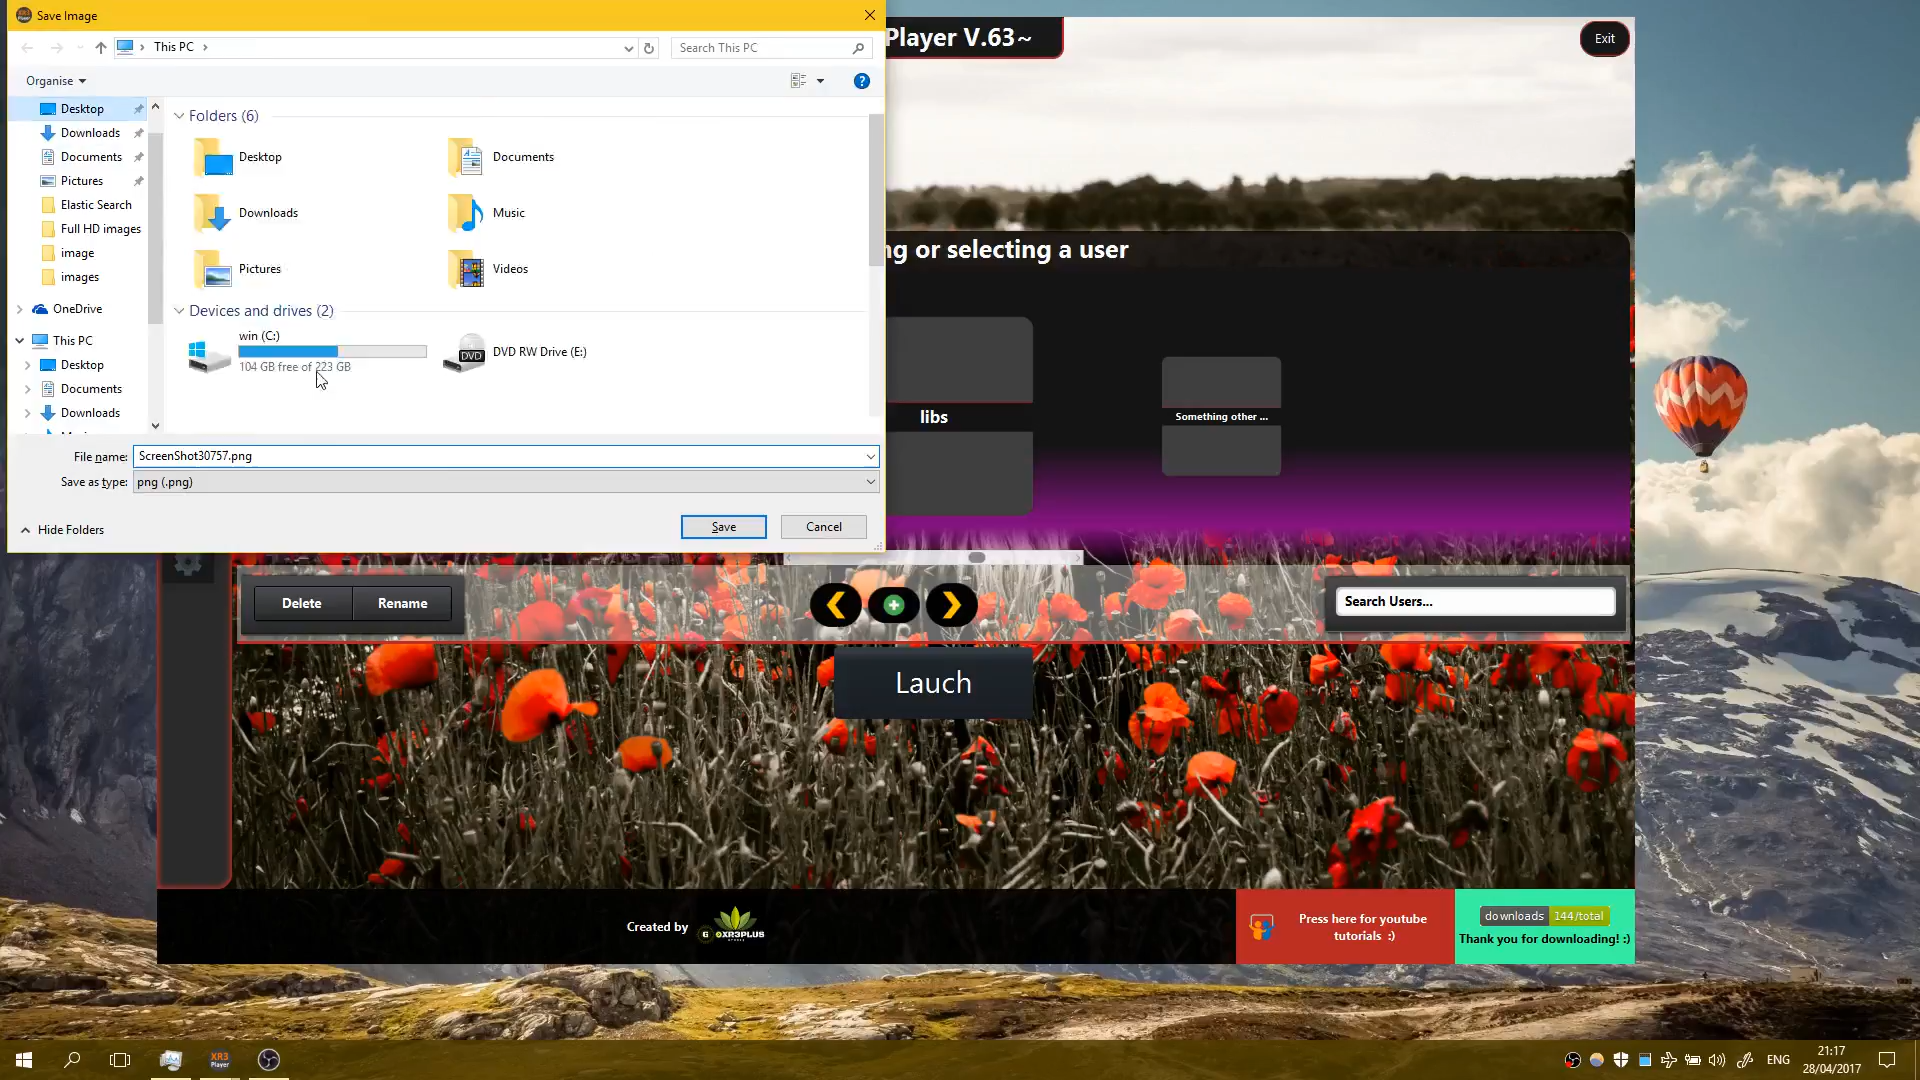 Save Image
This PC
Search This PC
Organise
Desktop
Downloads
Documents
Pictures
Elastic Search
Full HD images
image
images
OneDrive
This PC
Desktop
Documents
Downloads
Folders (6)
Desktop
Documents
Downloads
Music
Pictures
Videos
Devices and drives (2)
win (C:)
104 GB free of 223 GB
DVD
DVD RW Drive (E:)
File name: ScreenShot30757.png
Save as type: png (.png)
Hide Folders
Save
Cancel
Player V.63~
Exit
ng or selecting a user
libs
Something other ...
Delete
Rename
Search Users...
Lauch
Created by
Press here for youtube
tutorials :)
downloads 144/total
Thank you for downloading! :)
XR3
Player
ENG
21:17
28/04/2017